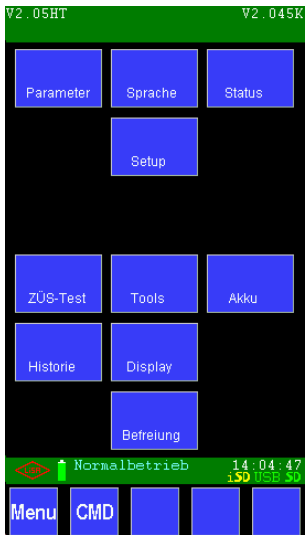 V2.05HT V2.045K
Parameter Sprache Status
Setup
ZÜS-Test Tools Akku
Historie Display
Befreiung
Normalbetrieb 14:04:47
iSD USB SD
Menu CMD